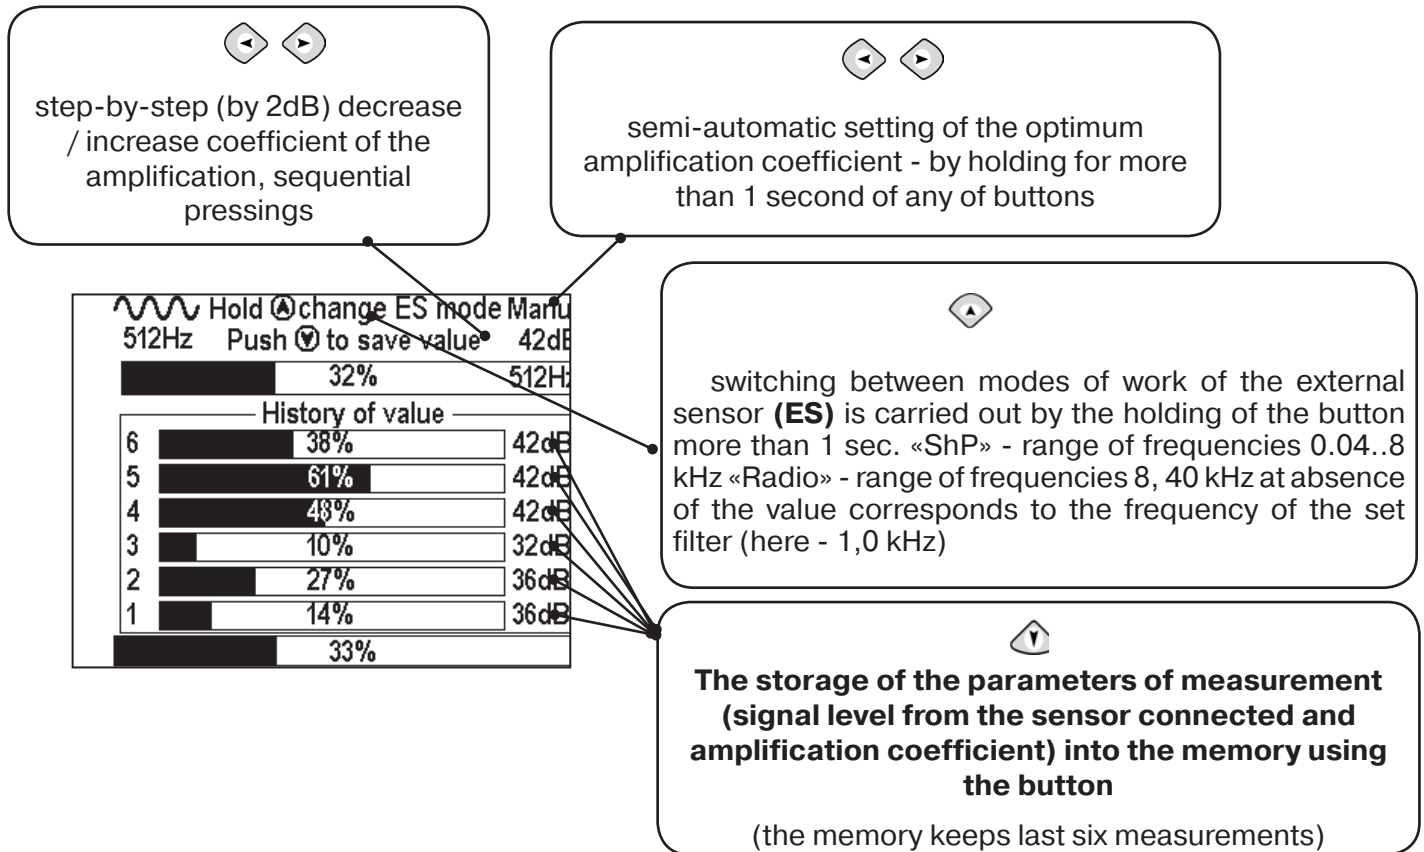 step-by-step (by 2dB) decrease
/ increase coefficient of the
amplification, sequential
pressings
semi-automatic setting of the optimum
amplification coefficient - by holding for more
than 1 second of any of buttons
Hold change ES mode Manu
512Hz Push to save value 42dB
32% 512Hz
History of value
6 38% 42dB
5 61% 42dB
4 48% 42dB
3 10% 32dB
2 27% 36dB
1 14% 36dB
33%
switching between modes of work of the external
sensor (ES) is carried out by the holding of the button
more than 1 sec. «ShP» - range of frequencies 0.04..8
kHz «Radio» - range of frequencies 8, 40 kHz at absence
of the value corresponds to the frequency of the set
filter (here - 1,0 kHz)
The storage of the parameters of measurement
(signal level from the sensor connected and
amplification coefficient) into the memory using
the button
(the memory keeps last six measurements)